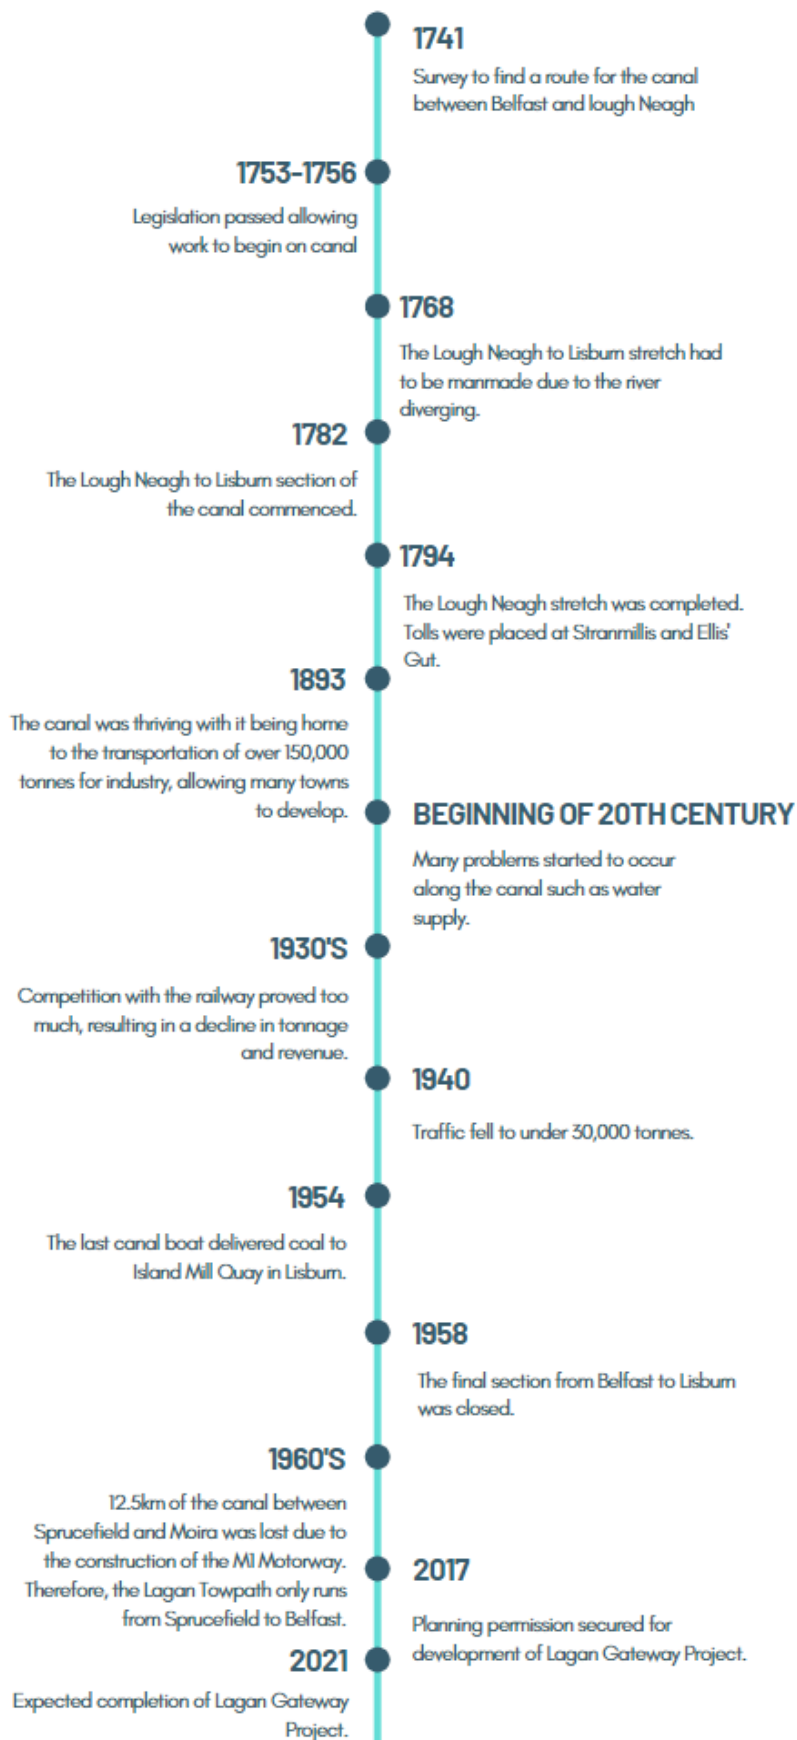 1741
Survey to find a route for the canal
between Belfast and lough Neagh
1753-1756
Legislation passed allowing
work to begin on canal
1768
The Lough Neagh to Lisburn stretch had
to be manmade due to the river
diverging.
1782
The Lough Neagh to Lisburn section of
the canal commenced.
1794
The Lough Neagh stretch was completed.
Tolls were placed at Stranmillis and Ellis'
Gut.
1893
The canal was thriving with it being home
to the transportation of over 150,000
tonnes for industry, allowing many towns
to develop.
BEGINNING OF 20TH CENTURY
Many problems started to occur
along the canal such as water
supply.
1930'S
Competition with the railway proved too
much, resulting in a decline in tonnage
and revenue.
1940
Traffic fell to under 30,000 tonnes.
1954
The last canal boat delivered coal to
Island Mill Quay in Lisburn.
1958
The final section from Belfast to Lisburn
was closed.
1960'S
12.5km of the canal between
Sprucefield and Moira was lost due to
the construction of the M1 Motorway.
Therefore, the Lagan Towpath only runs
from Sprucefield to Belfast.
2017
Planning permission secured for
development of Lagan Gateway Project.
2021
Expected completion of Lagan Gateway
Project.